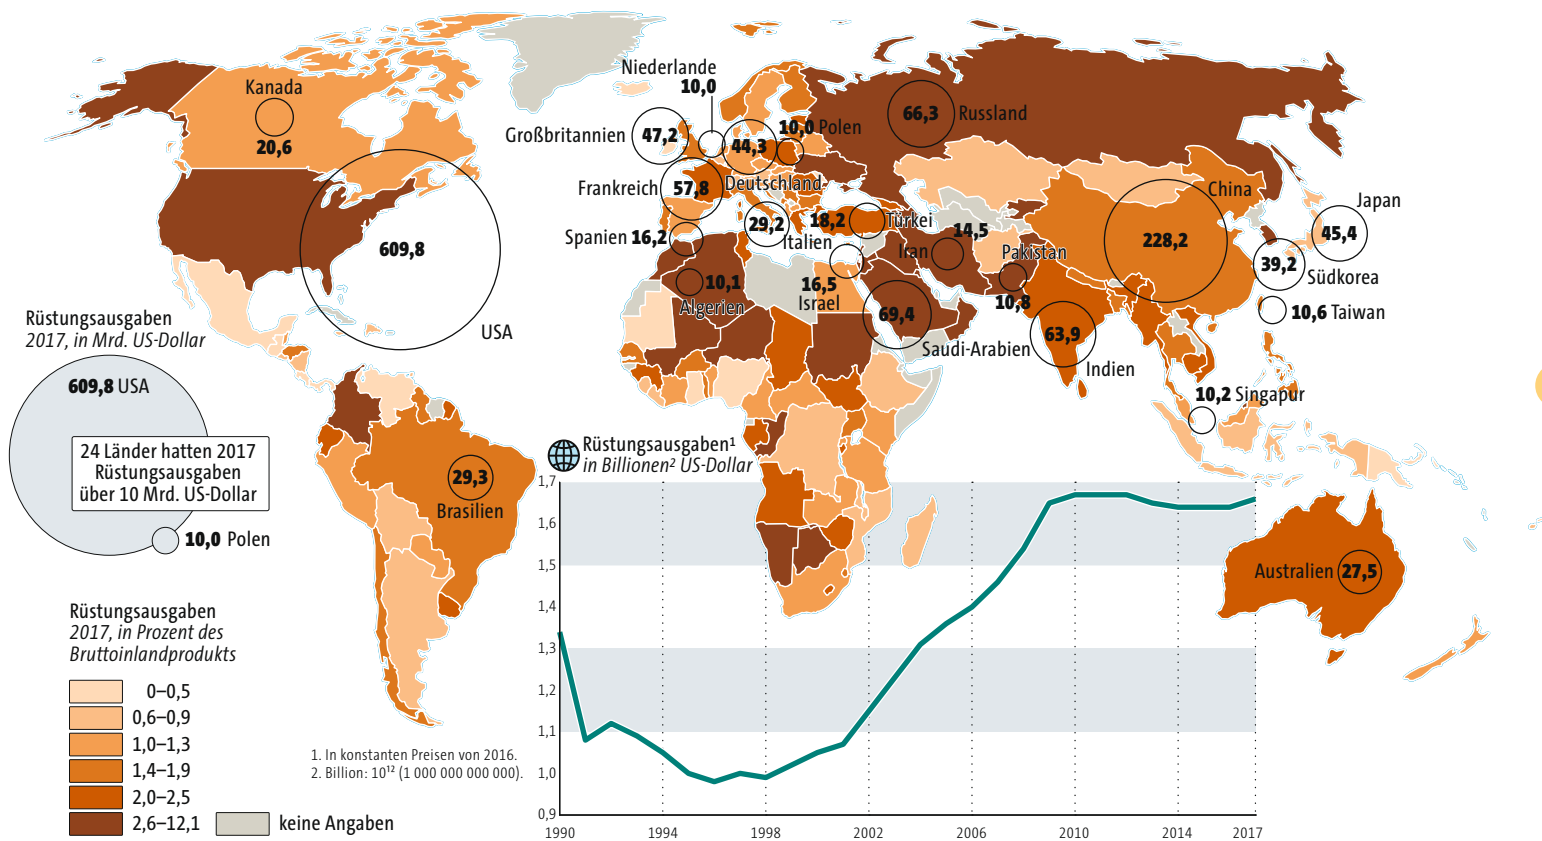 Niederlande
10,0
Kanada
20,6
Großbritannien 47,2
44,3
Deutschland
10,0 Polen
66,3 Russland
Frankreich 57,8
609,8
USA
Spanien 16,2
29,2
Italien
18,2 Türkei
14,5
Iran
Pakistan
10,8
China
228,2
Japan
45,4
39,2
Südkorea
10,6 Taiwan
10,1
Algerien
16,5
Israel
69,4
Saudi-Arabien
63,9
Indien
10,2 Singapur
29,3
Brasilien
Australien 27,5
Rüstungsausgaben
2017, in Mrd. US-Dollar
609,8 USA
24 Länder hatten 2017
Rüstungsausgaben
über 10 Mrd. US-Dollar
10,0 Polen
Rüstungsausgaben
2017, in Prozent des
Bruttoinlandprodukts
0–0,5
0,6–0,9
1,0–1,3
1,4–1,9
2,0–2,5
2,6–12,1
keine Angaben
1. In konstanten Preisen von 2016.
2. Billion: 10¹² (1 000 000 000 000).
Rüstungsausgaben¹
in Billionen² US-Dollar
1,7
1,6
1,5
1,4
1,3
1,2
1,1
1,0
0,9
1990 1994 1998 2002 2006 2010 2014 2017